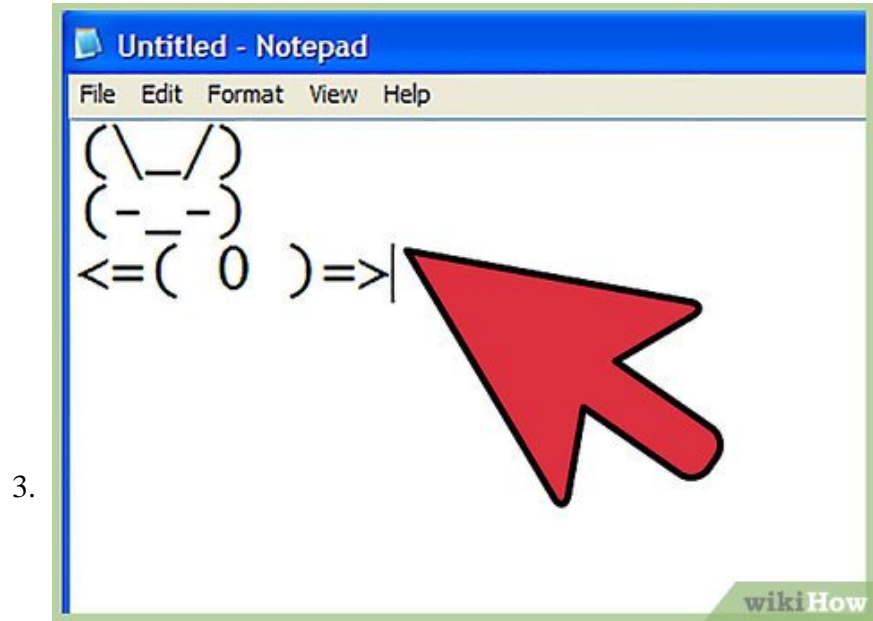 Untitled - Notepad
File Edit Format View Help
(\_/)
(-_-)
<=( 0 )=>
3.
wikiHow